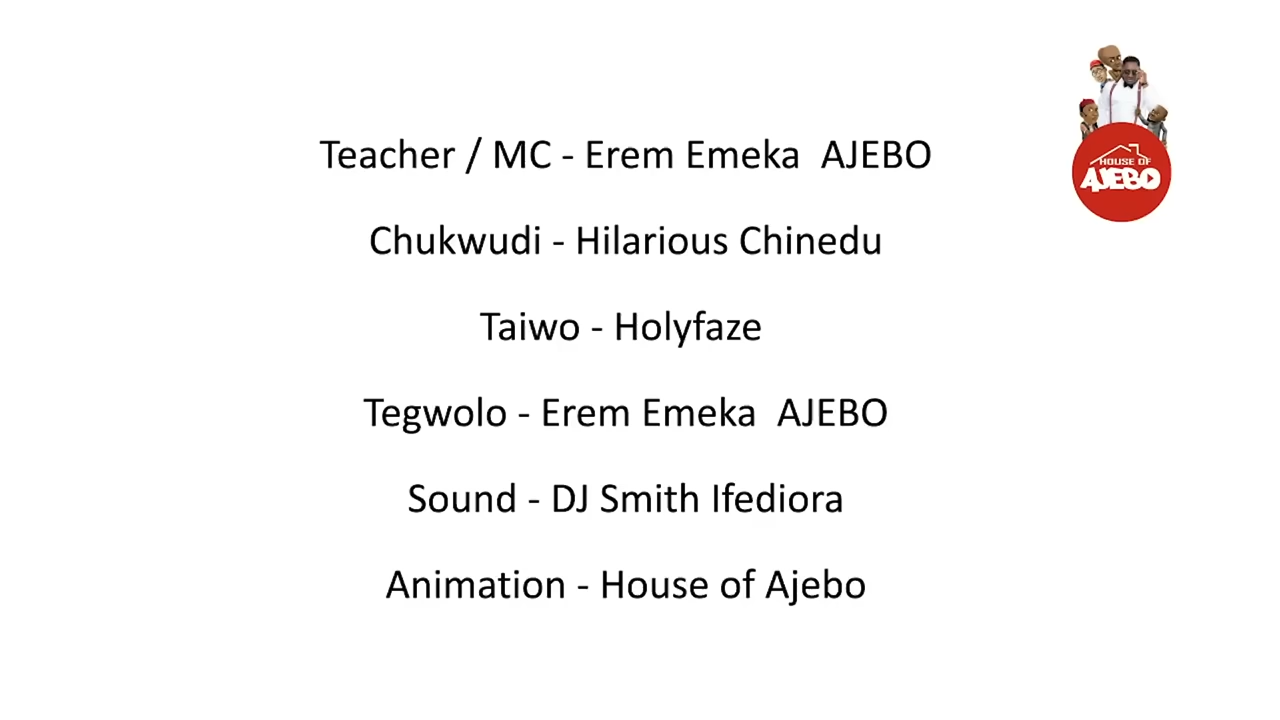 Teacher / MC - Erem Emeka  AJEBO
HOUSE OF
AJEBO
Chukwudi - Hilarious Chinedu
Taiwo - Holyfaze
Tegwolo - Erem Emeka  AJEBO
Sound - DJ Smith Ifediora
Animation - House of Ajebo